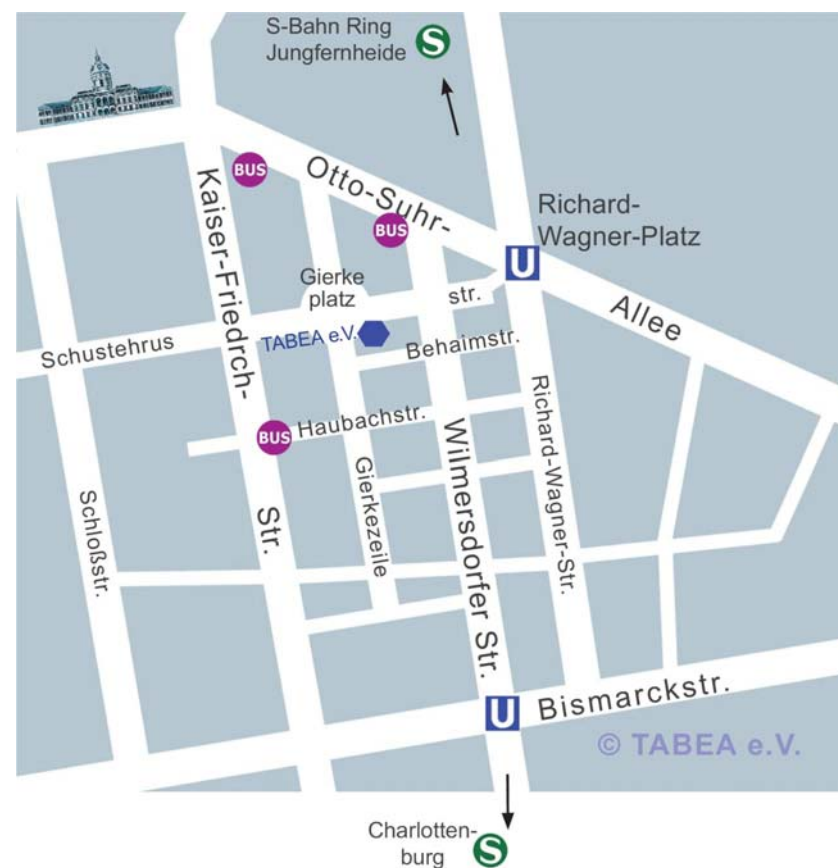 S-Bahn Ring
Jungfernheide
S
BUS
Otto-Suhr-
Allee
BUS
Richard-
Wagner-Platz
U
Kaiser-Friedrch-
Str.
Gierke
platz
Schustehrus
str.
TABEA e.V.
Behaimstr.
BUS
Haubachstr.
Richard-Wagner-Str.
Wilmersdorfer Str.
Gierkezeile
Schloßstr.
U
Bismarckstr.
© TABEA e.V.
Charlotten-
burg
S